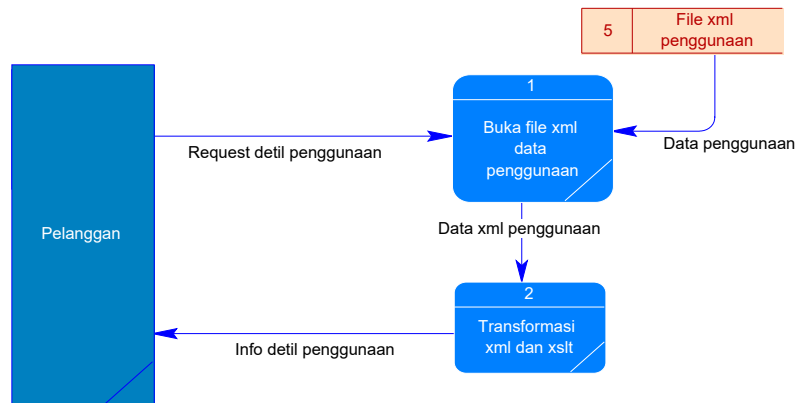 5
File xml
penggunaan
1
Buka file xml
data
penggunaan
Request detil penggunaan
Data penggunaan
Pelanggan
Data xml penggunaan
2
Transformasi
xml dan xslt
Info detil penggunaan